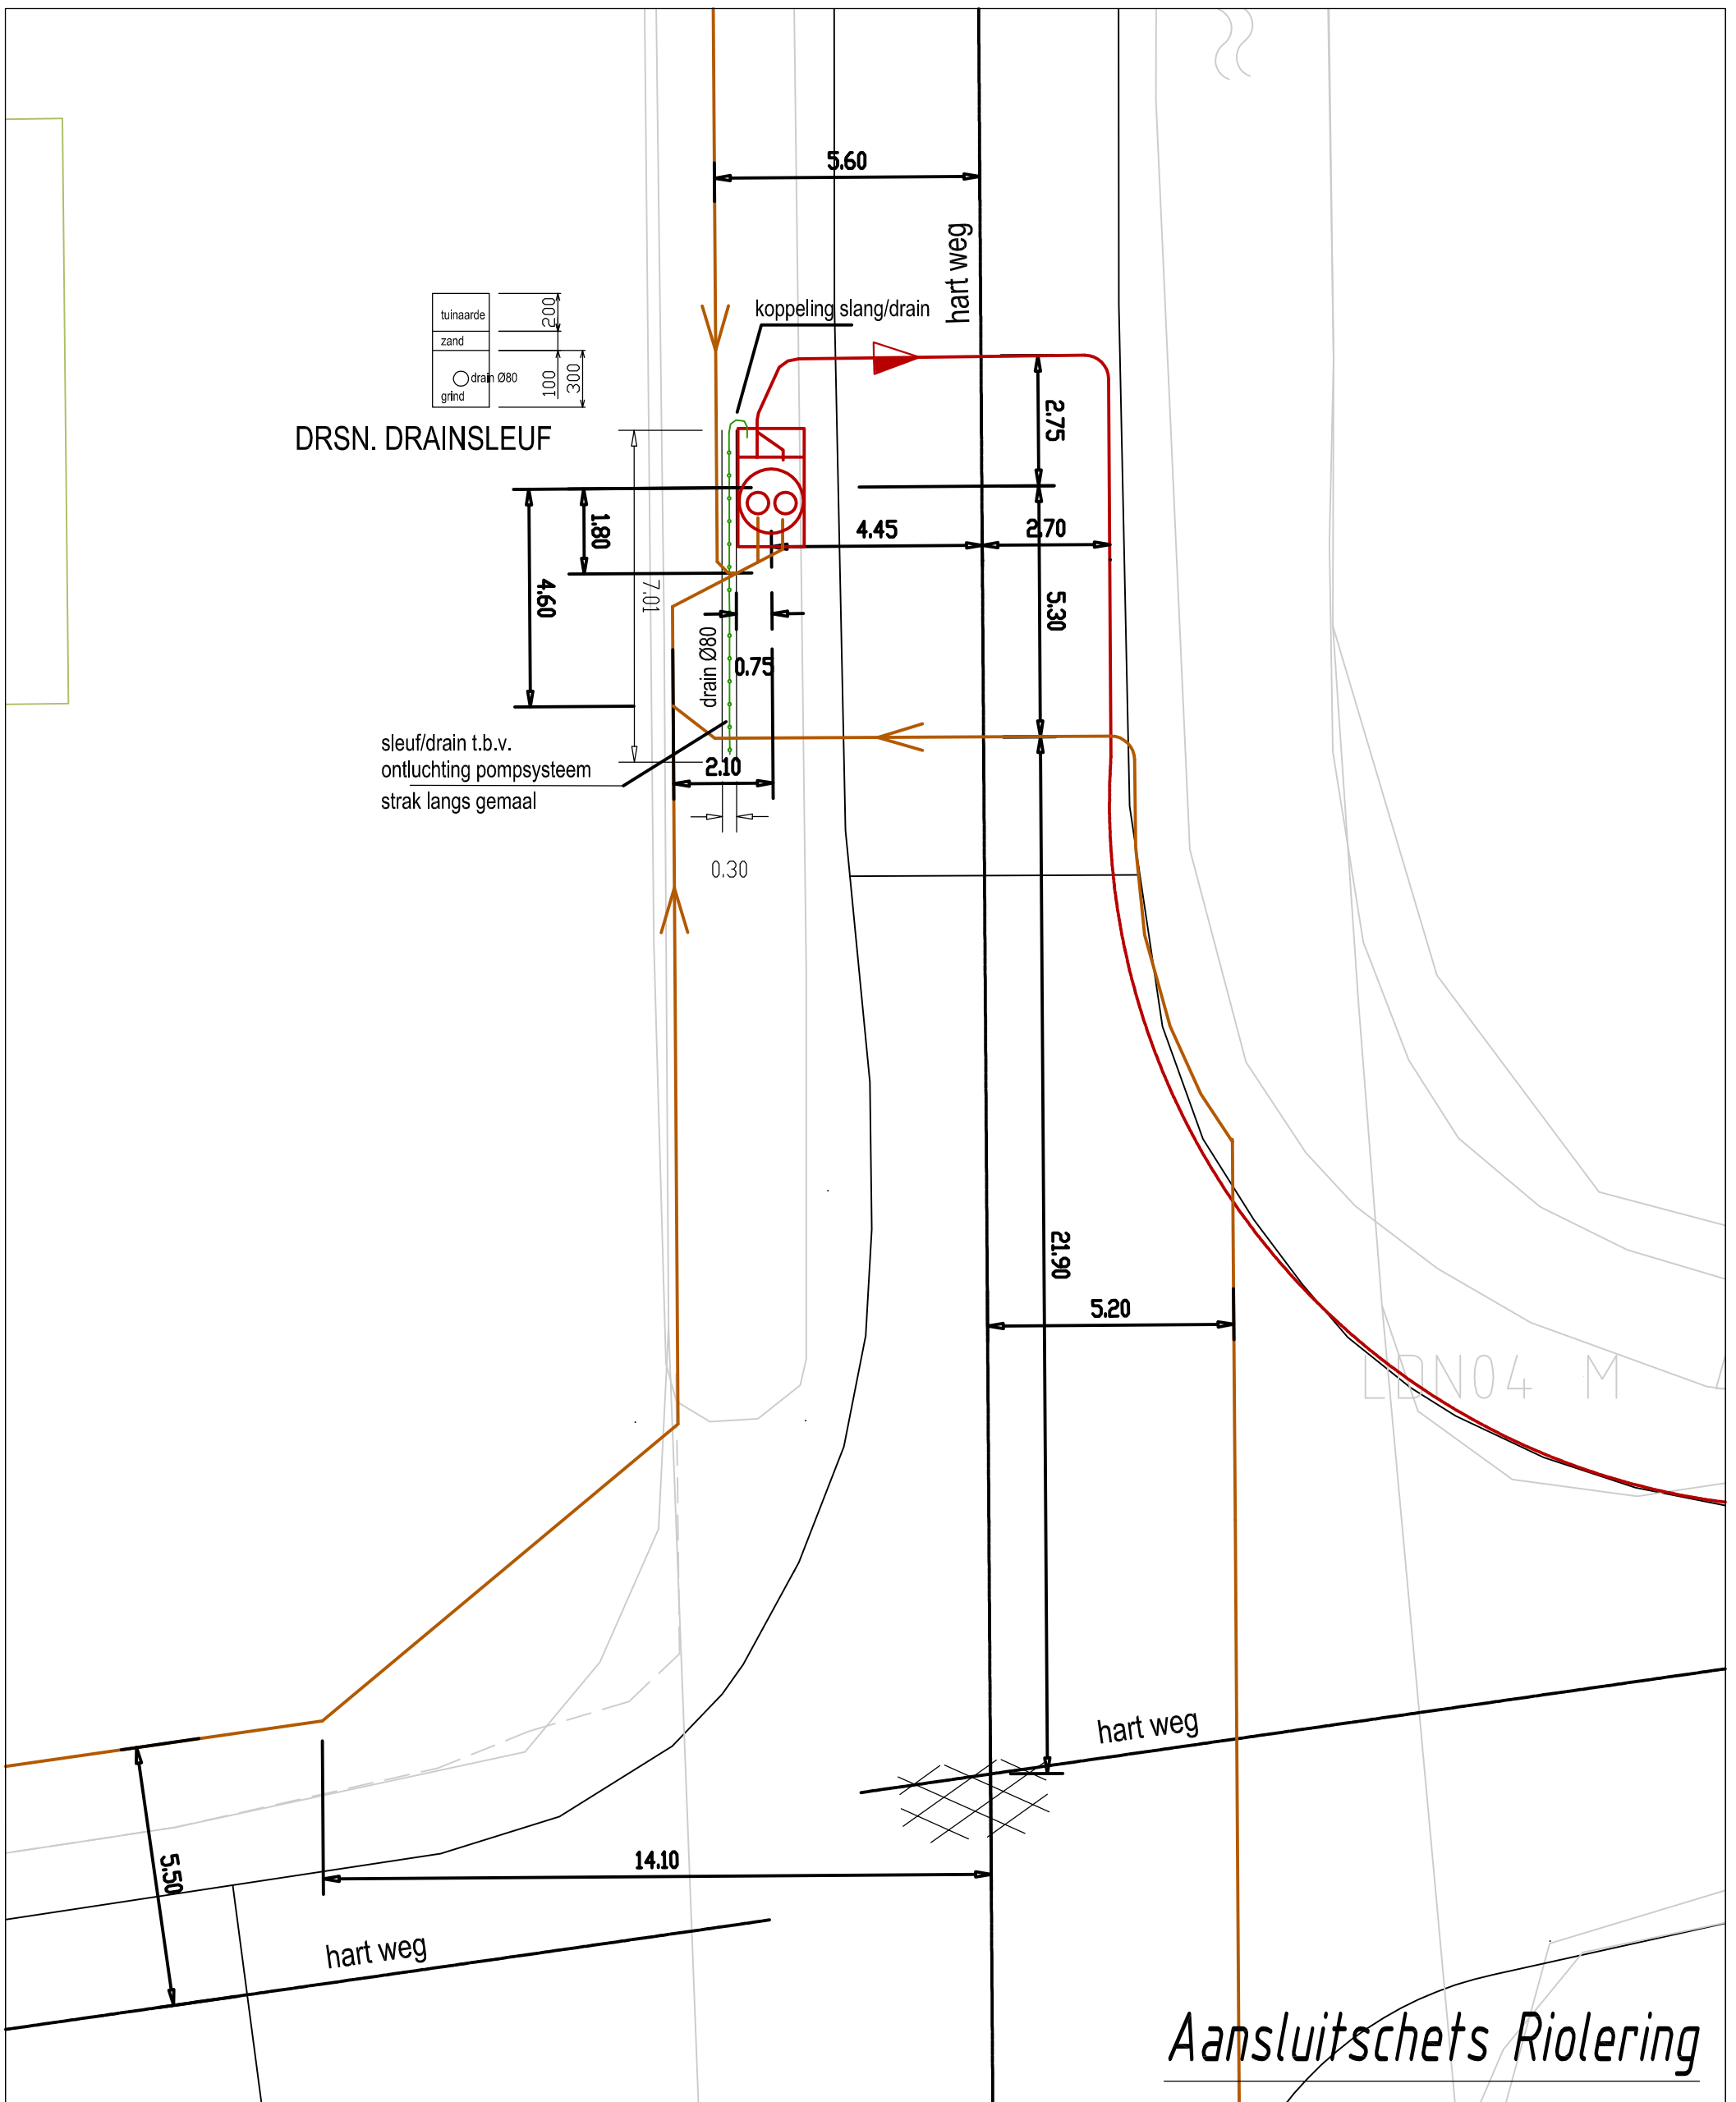 5.60
hart weg
koppeling slang/drain
tuinaarde
zand
drain Ø80
grind
200
100
300
DRSN. DRAINSLEUF
2.75
4.45
2.70
1.80
4.60
7.01
5.30
drain Ø80
0.75
sleuf/drain t.b.v.
ontluchting pompsysteem
strak langs gemaal
2.10
0.30
21.90
5.20
LDN04 M
hart weg
14.10
5.50
hart weg
Aansluitschets Riolering